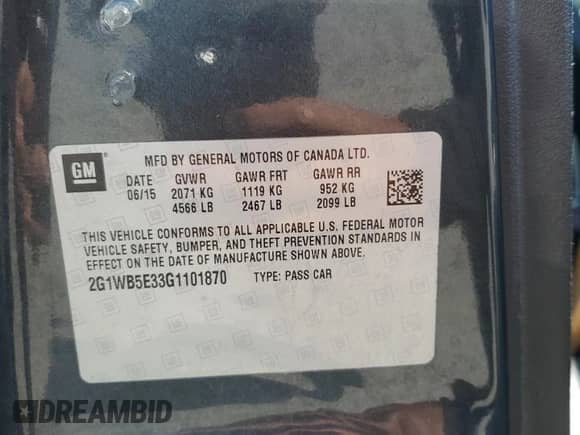 GM
MFD BY GENERAL MOTORS OF CANADA LTD.
DATE GVWR GAWR FRT GAWR RR
06/15 2071 KG 1119 KG 952 KG
4566 LB 2467 LB 2099 LB
THIS VEHICLE CONFORMS TO ALL APPLICABLE U.S. FEDERAL MOTOR
VEHICLE SAFETY, BUMPER, AND THEFT PREVENTION STANDARDS IN
EFFECT ON THE DATE OF MANUFACTURE SHOWN ABOVE.
2G1WB5E33G1101870 TYPE: PASS CAR
DREAMBID